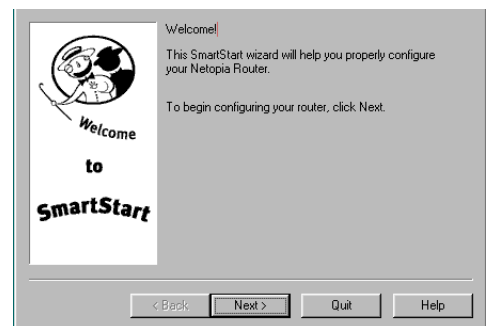 Welcome!
This SmartStart wizard will help you properly configure
your Netopia Router.
To begin configuring your router, click Next.
Welcome
to
SmartStart
< Back
Next >
Quit
Help